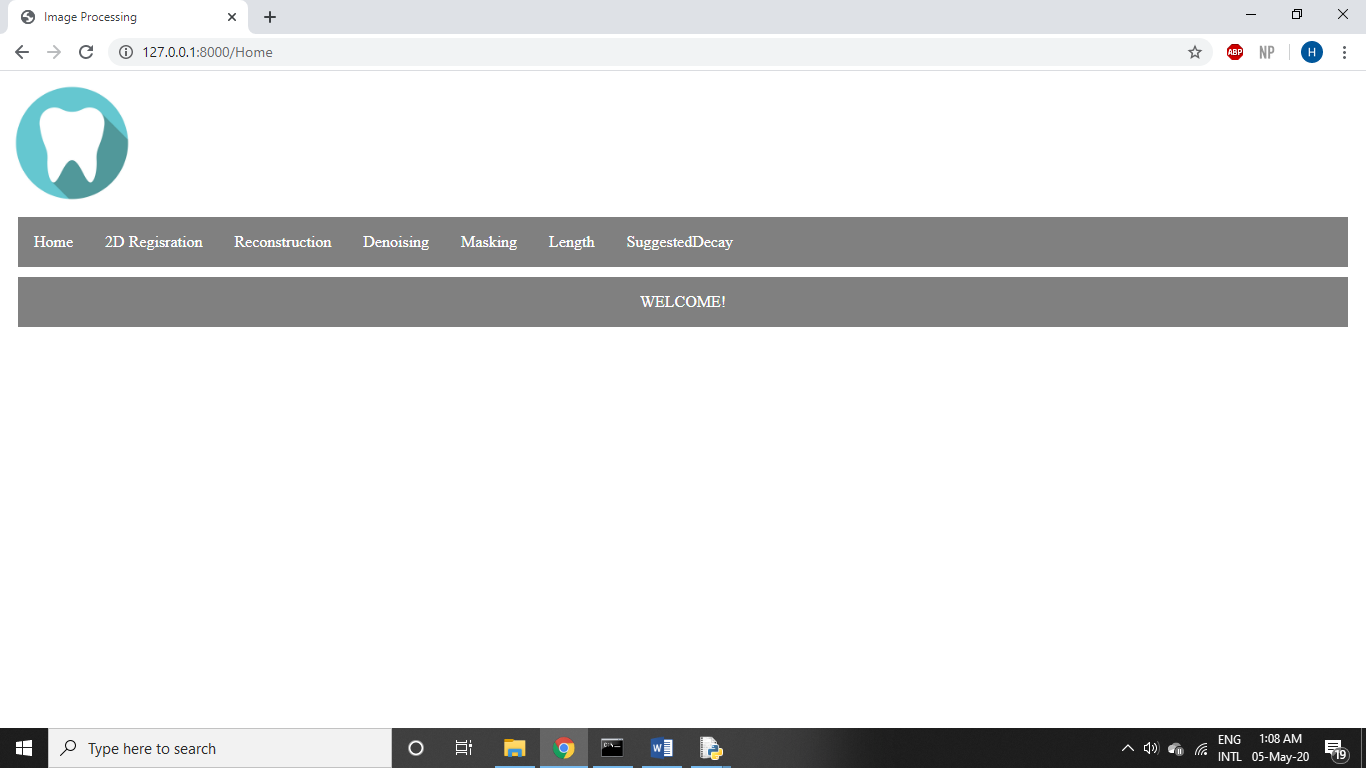 Image Processing
127.0.0.1:8000/Home
ABP
NP
H
Home 2D Regisration Reconstruction Denoising Masking Length SuggestedDecay
WELCOME!
Type here to search
ENG
INTL
1:08 AM
05-May-20
19